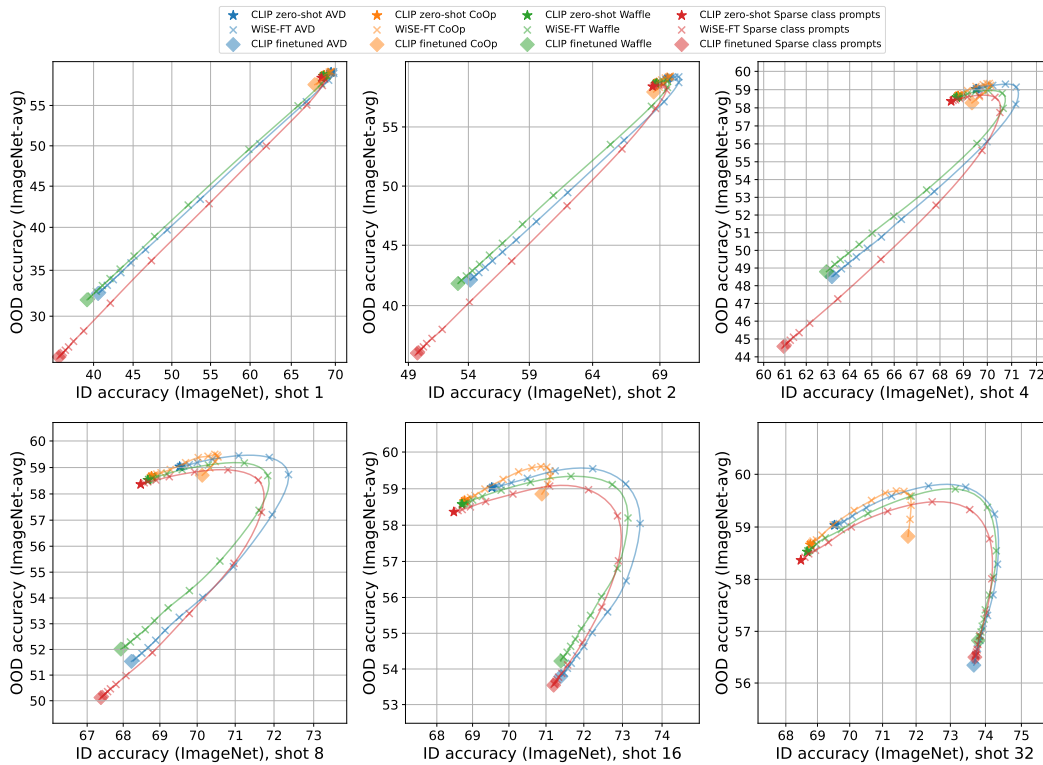 CLIP zero-shot AVD
CLIP zero-shot CoOp
CLIP zero-shot Waffle
CLIP zero-shot Sparse class prompts
WiSE-FT AVD
WiSE-FT CoOp
WiSE-FT Waffle
WiSE-FT Sparse class prompts
CLIP finetuned AVD
CLIP finetuned CoOp
CLIP finetuned Waffle
CLIP finetuned Sparse class prompts
OOD accuracy (ImageNet-avg)
55
50
45
40
35
30
40 45 50 55 60 65 70
ID accuracy (ImageNet), shot 1
OOD accuracy (ImageNet-avg)
55
50
45
40
49 54 59 64 69
ID accuracy (ImageNet), shot 2
OOD accuracy (ImageNet-avg)
60
59
58
57
56
55
54
53
52
51
50
49
48
47
46
45
44
60 61 62 63 64 65 66 67 68 69 70 71 72
ID accuracy (ImageNet), shot 4
OOD accuracy (ImageNet-avg)
60
59
58
57
56
55
54
53
52
51
50
67 68 69 70 71 72 73
ID accuracy (ImageNet), shot 8
OOD accuracy (ImageNet-avg)
60
59
58
57
56
55
54
53
68 69 70 71 72 73 74
ID accuracy (ImageNet), shot 16
OOD accuracy (ImageNet-avg)
60
59
58
57
56
68 69 70 71 72 73 74 75
ID accuracy (ImageNet), shot 32